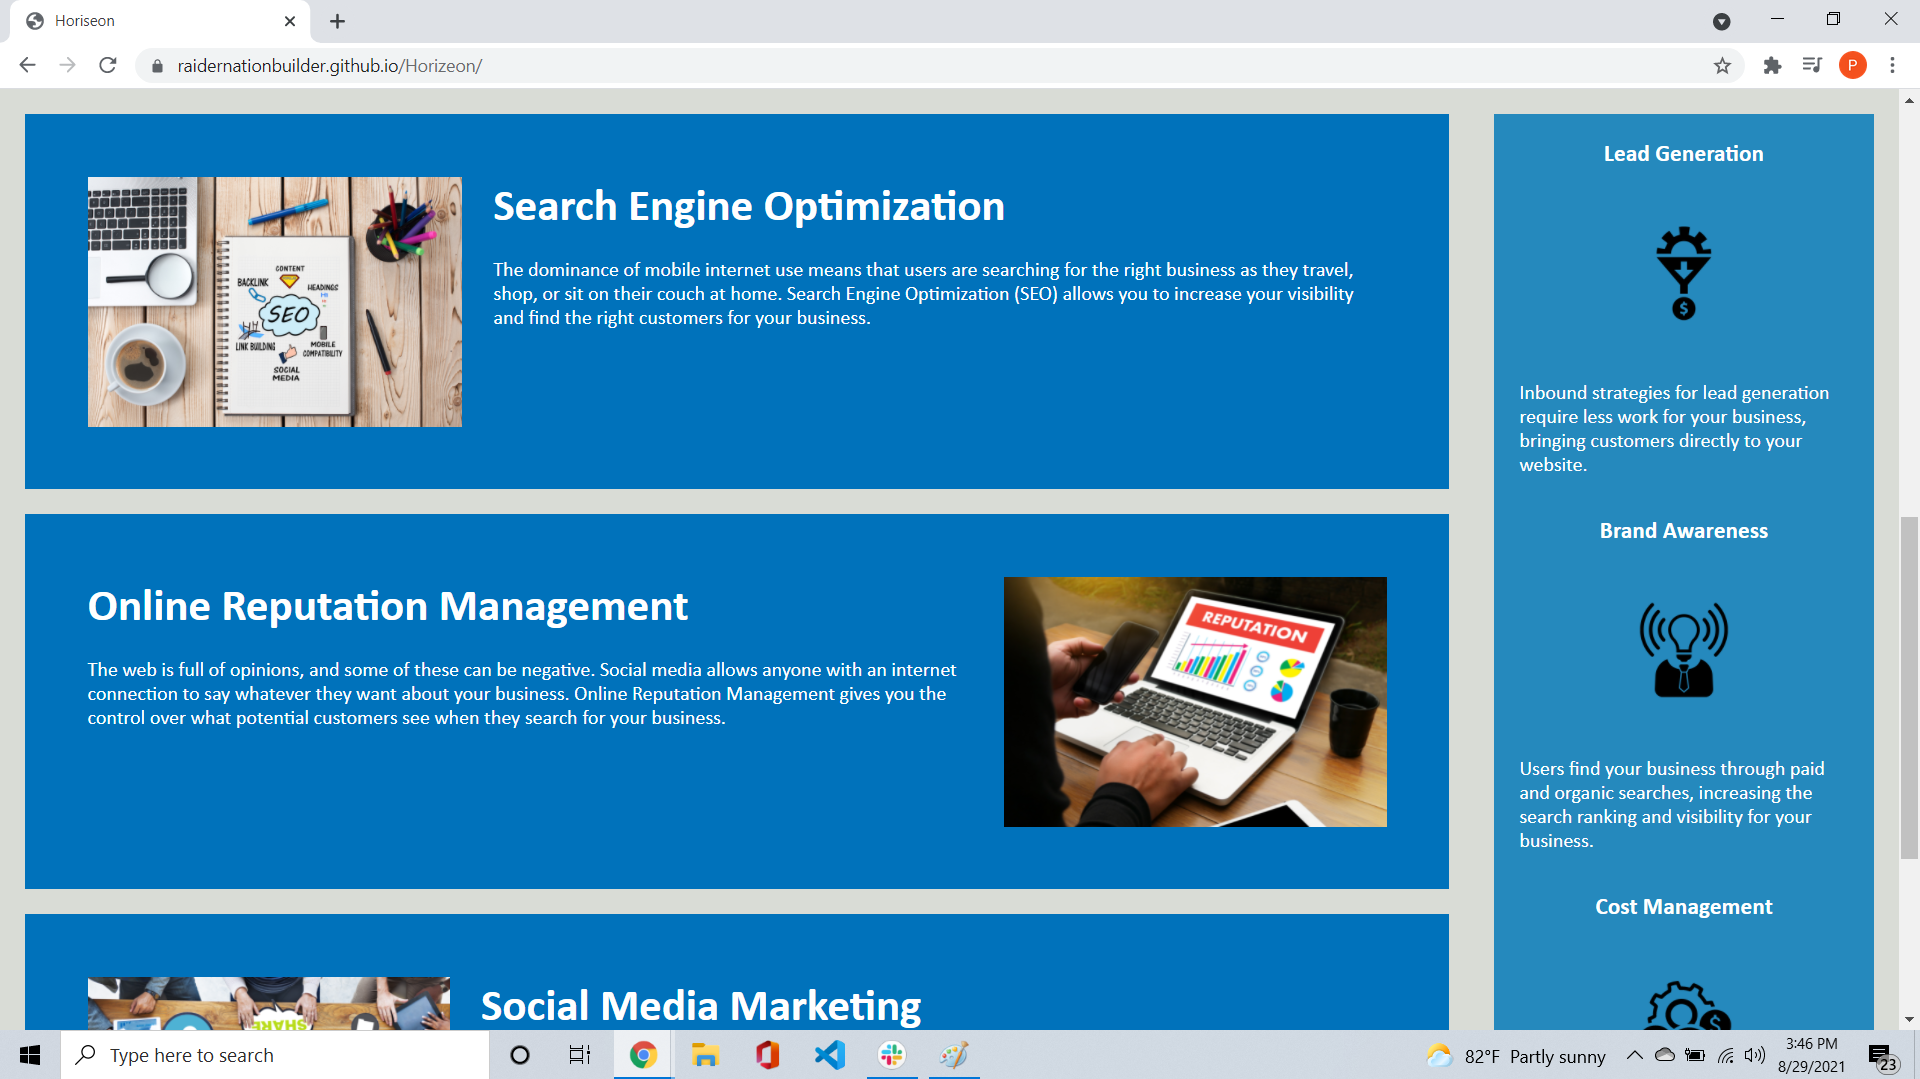 Horiseon
raidernationbuilder.github.io/Horizeon/
P
Search Engine Optimization
The dominance of mobile internet use means that users are searching for the right business as they travel,
shop, or sit on their couch at home. Search Engine Optimization (SEO) allows you to increase your visibility
and find the right customers for your business.
CONTENT
BACKLINK
HEADINGS
SEO
LINK BUILDING
MOBILE
COMPATIBILITY
SOCIAL
MEDIA
Online Reputation Management
The web is full of opinions, and some of these can be negative. Social media allows anyone with an internet
connection to say whatever they want about your business. Online Reputation Management gives you the
control over what potential customers see when they search for your business.
REPUTATION
Social Media Marketing
SHARE
Lead Generation
$
Inbound strategies for lead generation
require less work for your business,
bringing customers directly to your
website.
Brand Awareness
Users find your business through paid
and organic searches, increasing the
search ranking and visibility for your
business.
Cost Management
$
Type here to search
82°F Partly sunny
3:46 PM
8/29/2021
23